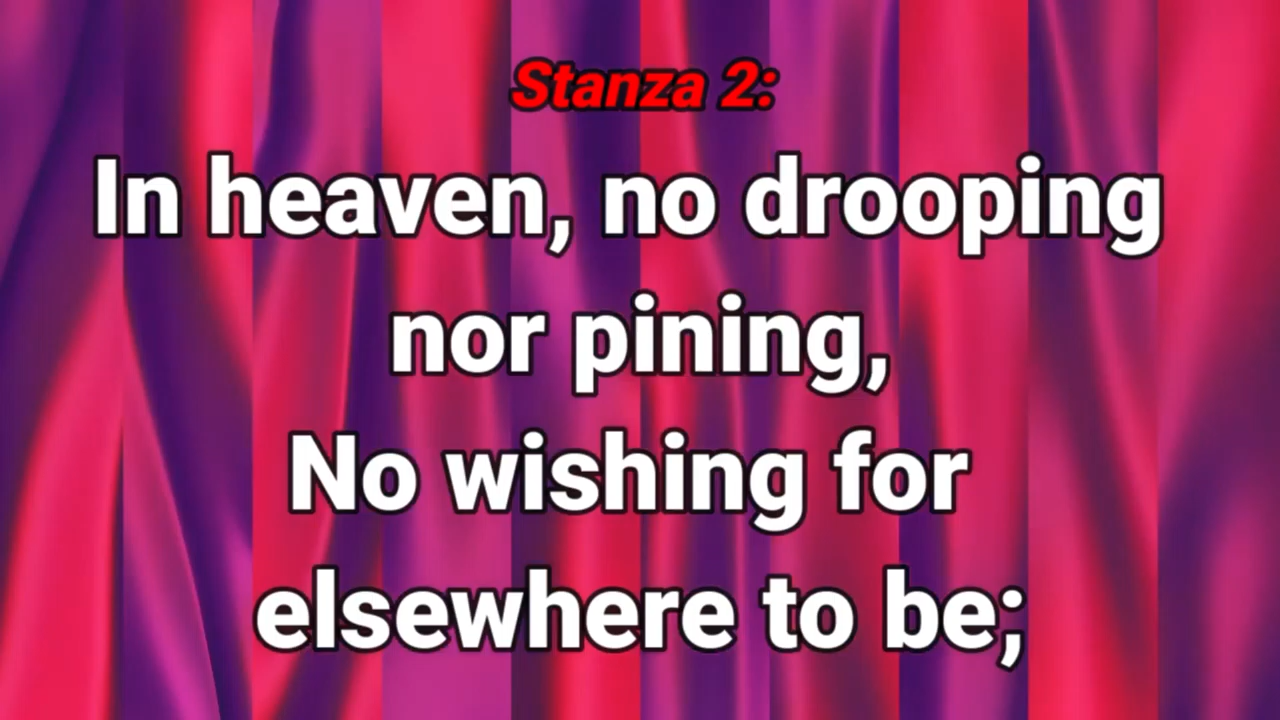 Stanza 2:
In heaven, no drooping
nor pining,
No wishing for
elsewhere to be;